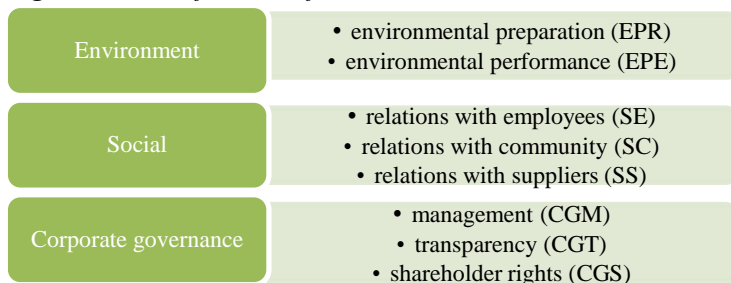 Environment
• environmental preparation (EPR)
• environmental performance (EPE)
Social
• relations with employees (SE)
• relations with community (SC)
• relations with suppliers (SS)
Corporate governance
• management (CGM)
• transparency (CGT)
• shareholder rights (CGS)